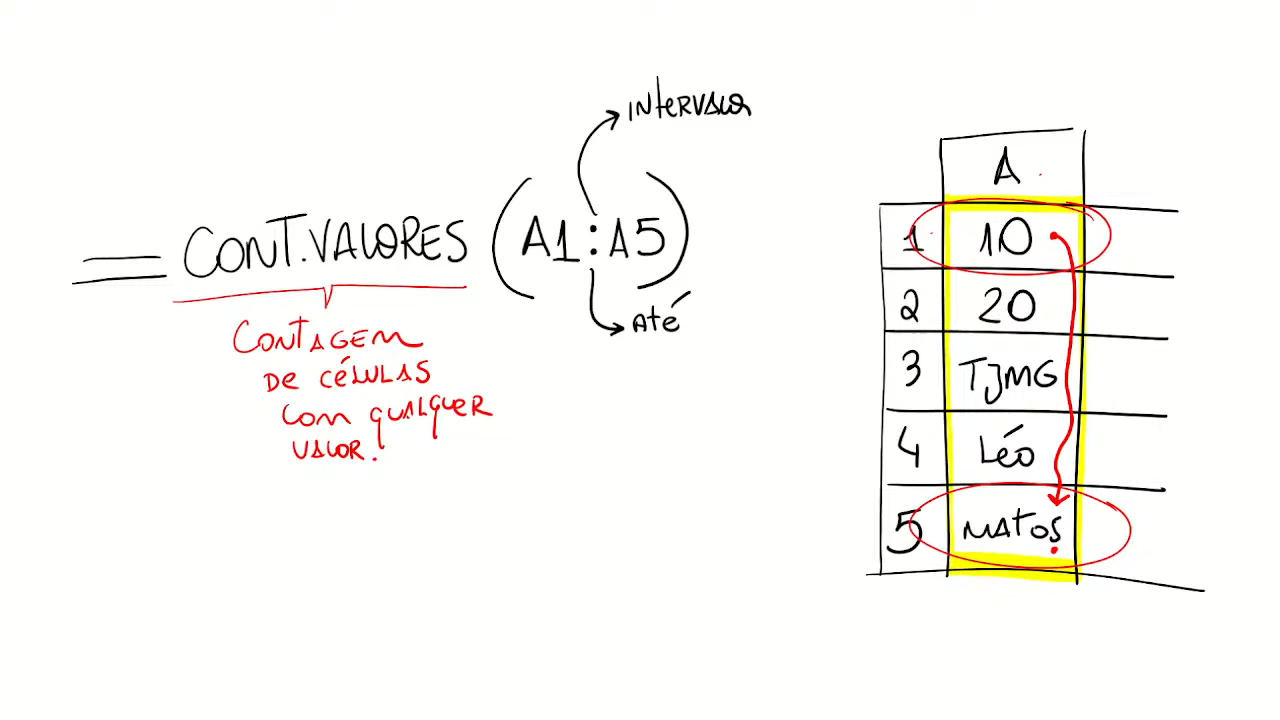 INTERVALO
= CONT.VALORES (A1:A5)
ATÉ
CONTAGEM
DE CÉLULAS
COM QUALQUER
VALOR.
A
1 10
2 20
3 TJMG
4 LÉO
5 MATOS